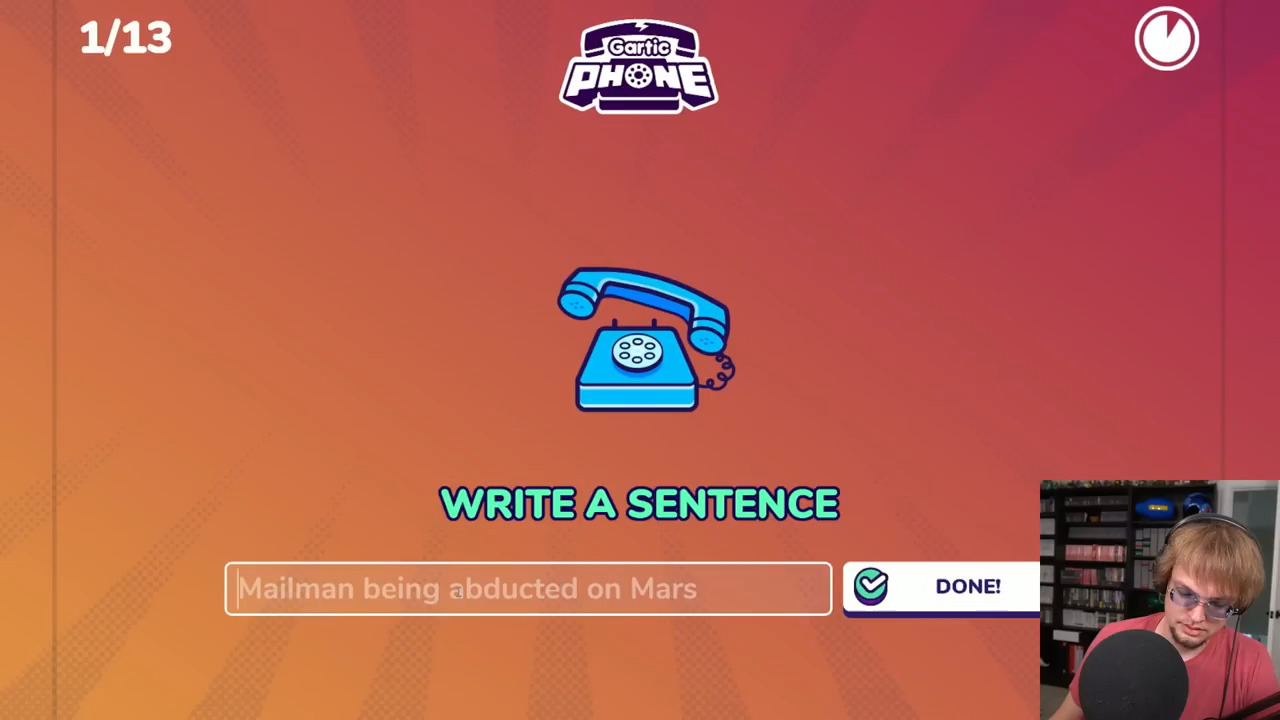 1/13
Gartic
PHONE
WRITE A SENTENCE
Mailman being abducted on Mars
DONE!